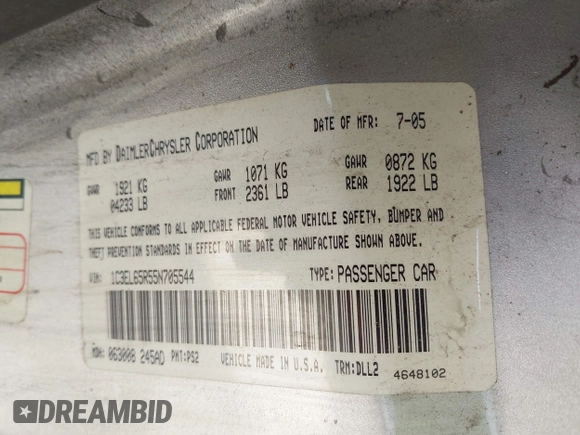 MFD BY DAIMLERCHRYSLER CORPORATION DATE OF MFR: 7-05
GVWR 1921 KG GAWR 1071 KG GAWR 0872 KG
04233 LB FRONT 2361 LB REAR 1922 LB
THIS VEHICLE CONFORMS TO ALL APPLICABLE FEDERAL MOTOR VEHICLE SAFETY, BUMPER AND
THEFT PREVENTION STANDARDS IN EFFECT ON THE DATE OF MANUFACTURE SHOWN ABOVE.
VIN: 1C3EL65R55N705544 TYPE: PASSENGER CAR
MDH: 063008 245AD PNT:PS2 VEHICLE MADE IN U.S.A. TRM:DLL2 4648102
DREAMBID